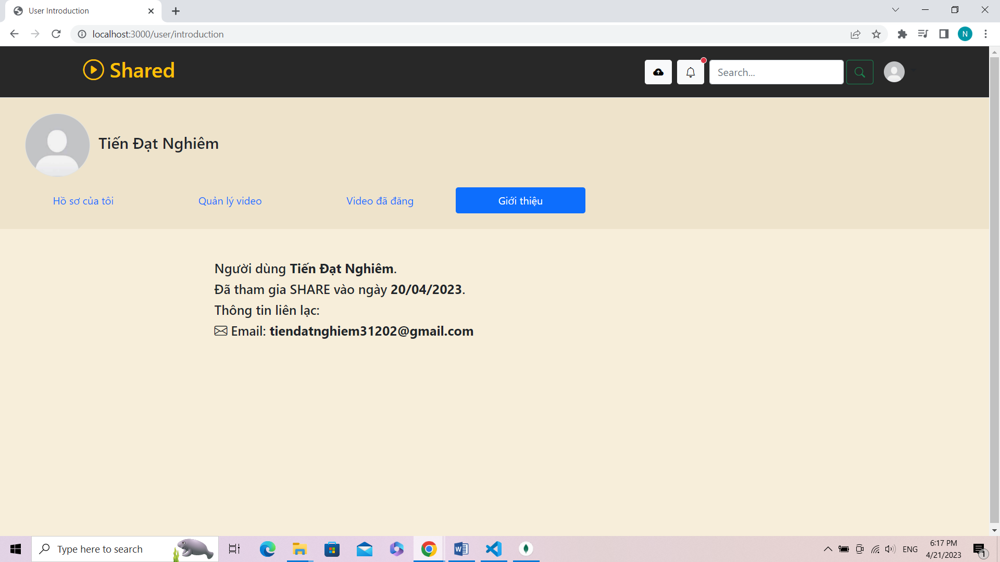 User Introduction
localhost:3000/user/introduction
N
Shared
Search...
Tiến Đạt Nghiêm
Hồ sơ của tôi
Quản lý video
Video đã đăng
Giới thiệu
Người dùng Tiến Đạt Nghiêm.
Đã tham gia SHARE vào ngày 20/04/2023.
Thông tin liên lạc:
Email: tiendatnghiem31202@gmail.com
Type here to search
ENG
6:17 PM
4/21/2023
1